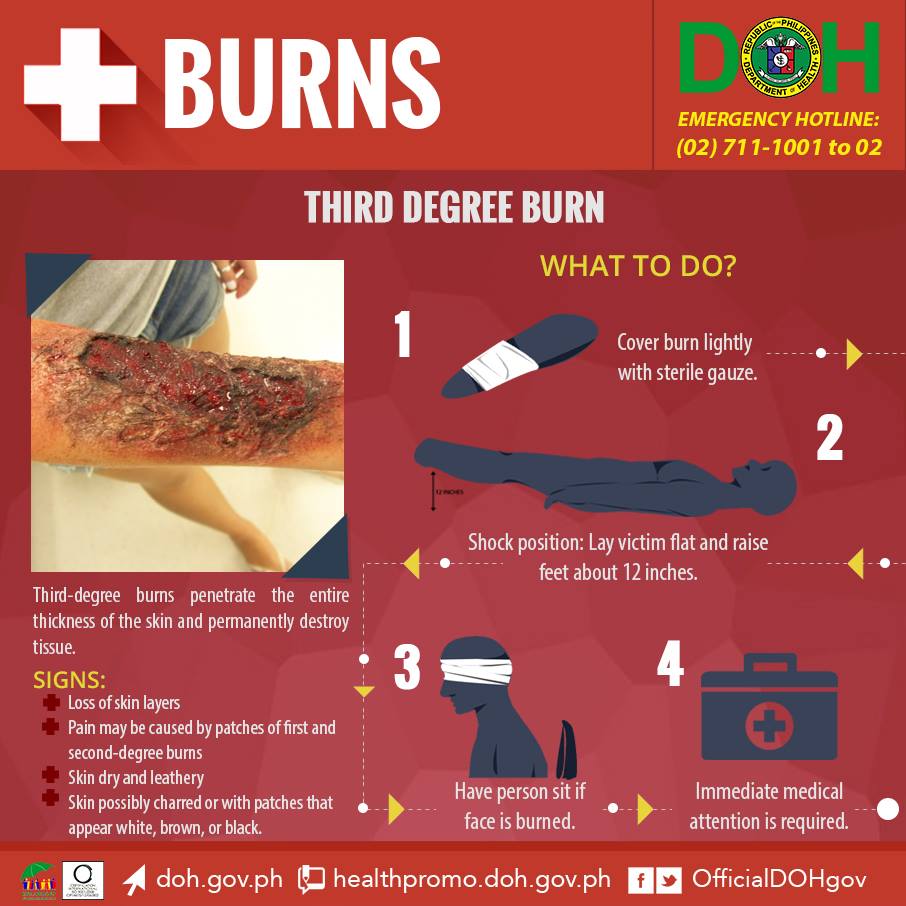 BURNS
DOH
REPUBLIC OF THE PHILIPPINES
DEPARTMENT OF HEALTH
EMERGENCY HOTLINE:
(02) 711-1001 to 02
THIRD DEGREE BURN
WHAT TO DO?
1
Cover burn lightly
with sterile gauze.
2
12 INCHES
Shock position: Lay victim flat and raise
feet about 12 inches.
3
Have person sit if
face is burned.
4
Immediate medical
attention is required.
Third-degree burns penetrate the entire
thickness of the skin and permanently destroy
tissue.
SIGNS:
Loss of skin layers
Pain may be caused by patches of first and
second-degree burns
Skin dry and leathery
Skin possibly charred or with patches that
appear white, brown, or black.
doh.gov.ph
healthpromo.doh.gov.ph
OfficialDOHgov